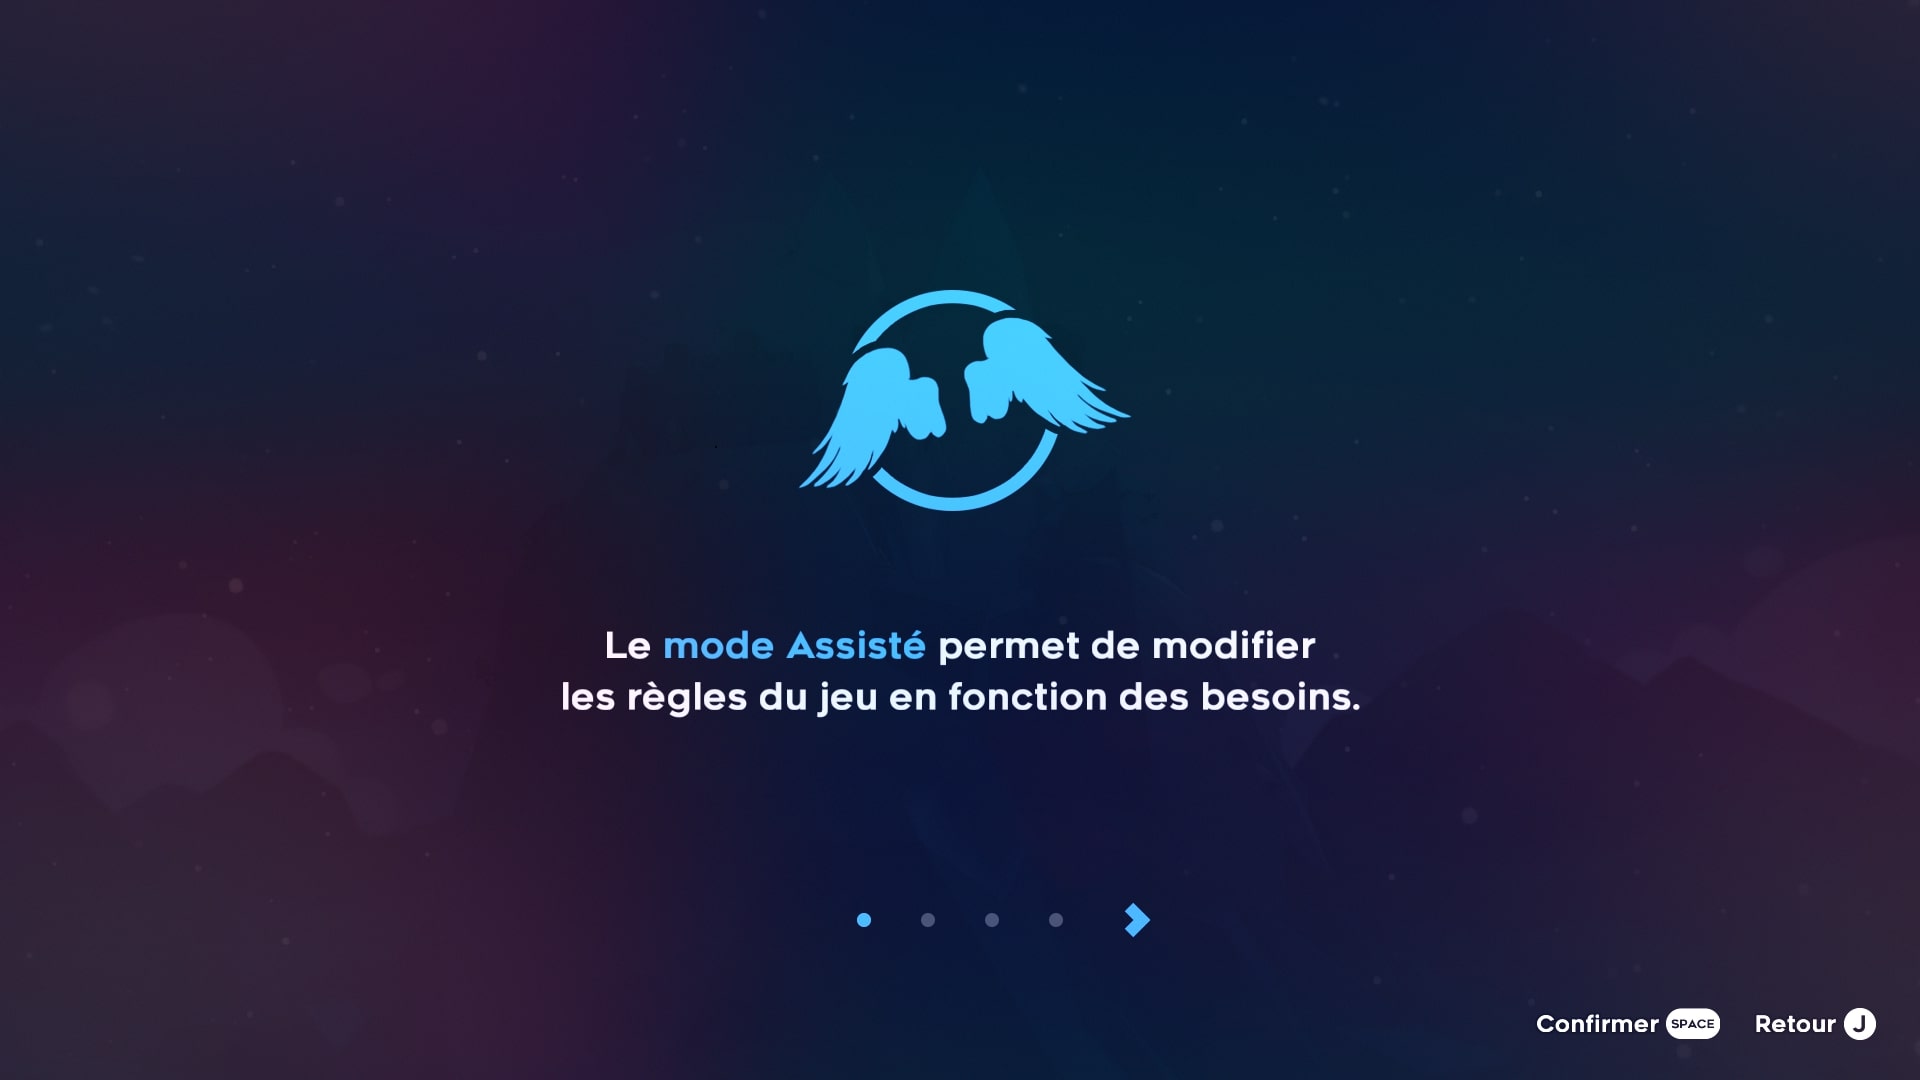 Le mode Assisté permet de modifier
les règles du jeu en fonction des besoins.
Confirmer SPACE Retour J